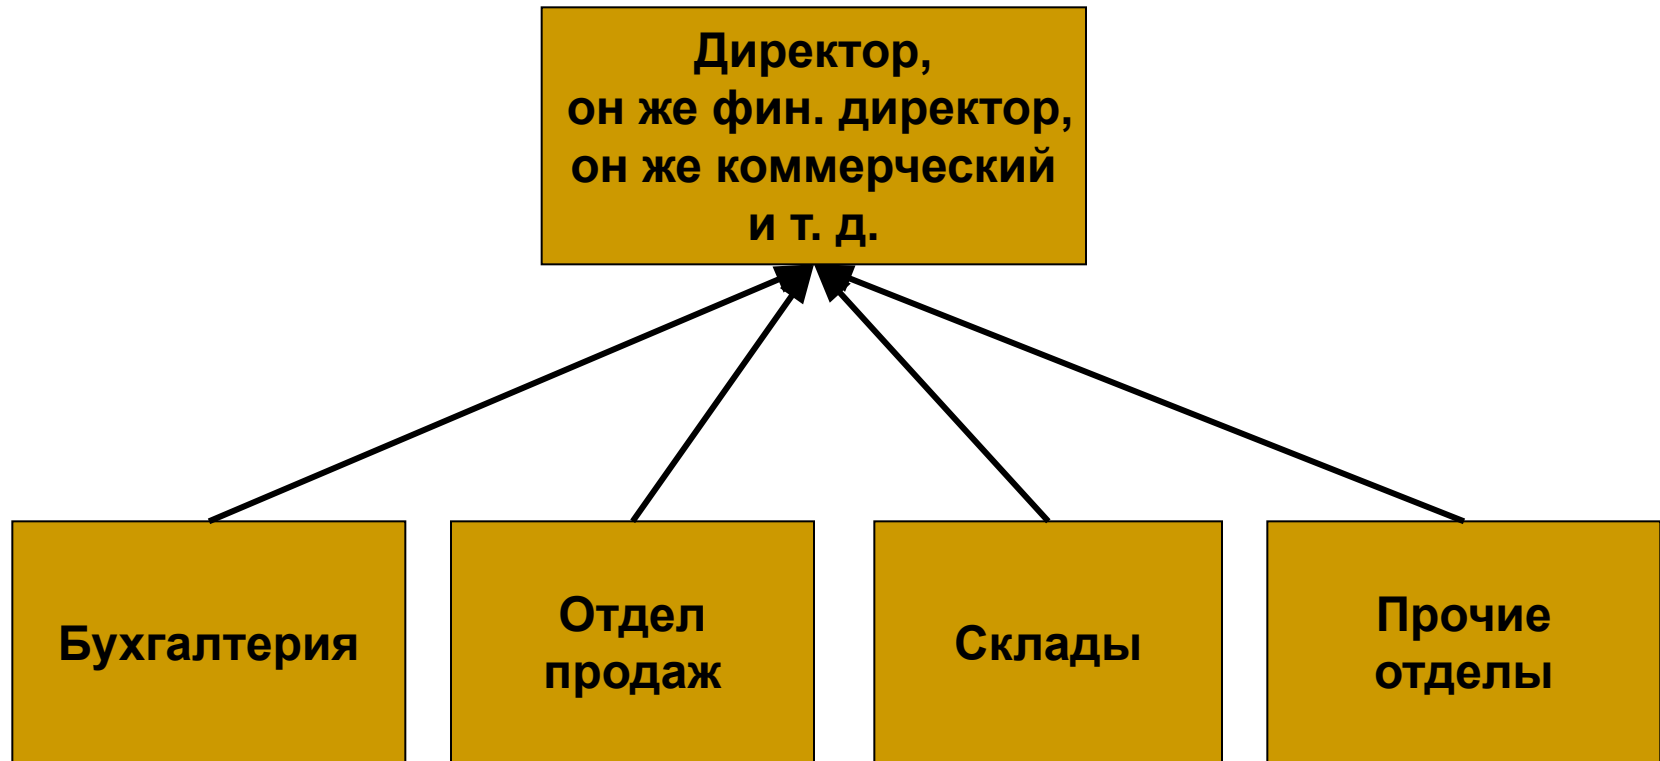 Директор,
он же фин. директор,
он же коммерческий
и т. д.
Бухгалтерия
Отдел
продаж
Склады
Прочие
отделы